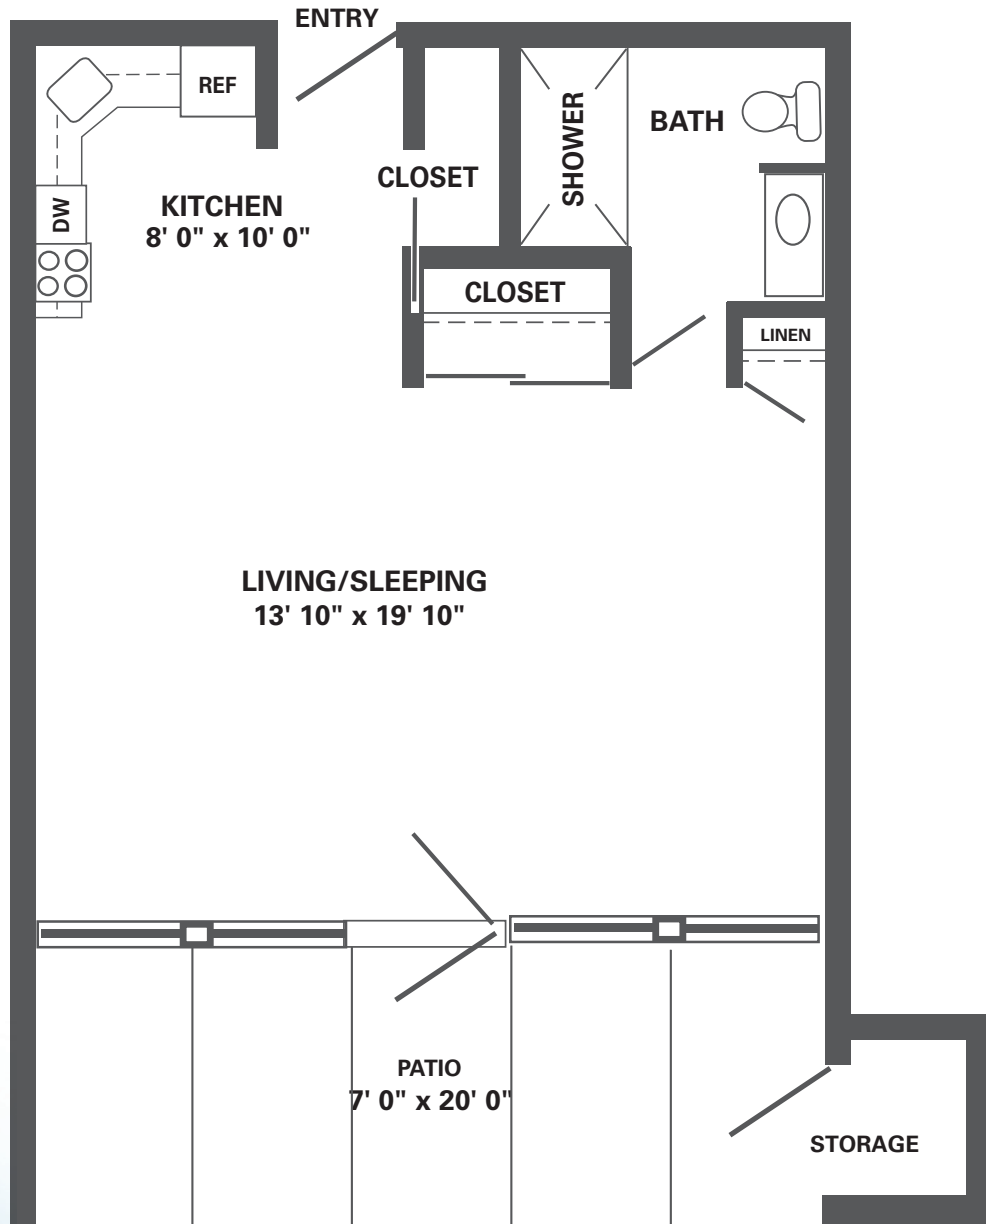 ENTRY
REF
SHOWER
BATH
CLOSET
DW
KITCHEN
8' 0" x 10' 0"
CLOSET
LINEN
LIVING/SLEEPING
13' 10" x 19' 10"
PATIO
7' 0" x 20' 0"
STORAGE